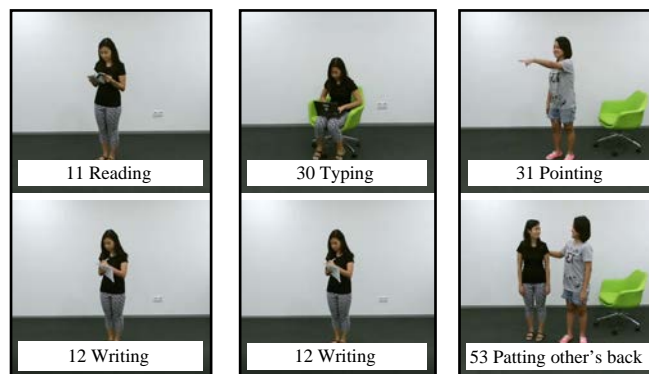 11 Reading
30 Typing
31 Pointing
12 Writing
12 Writing
53 Patting other's back